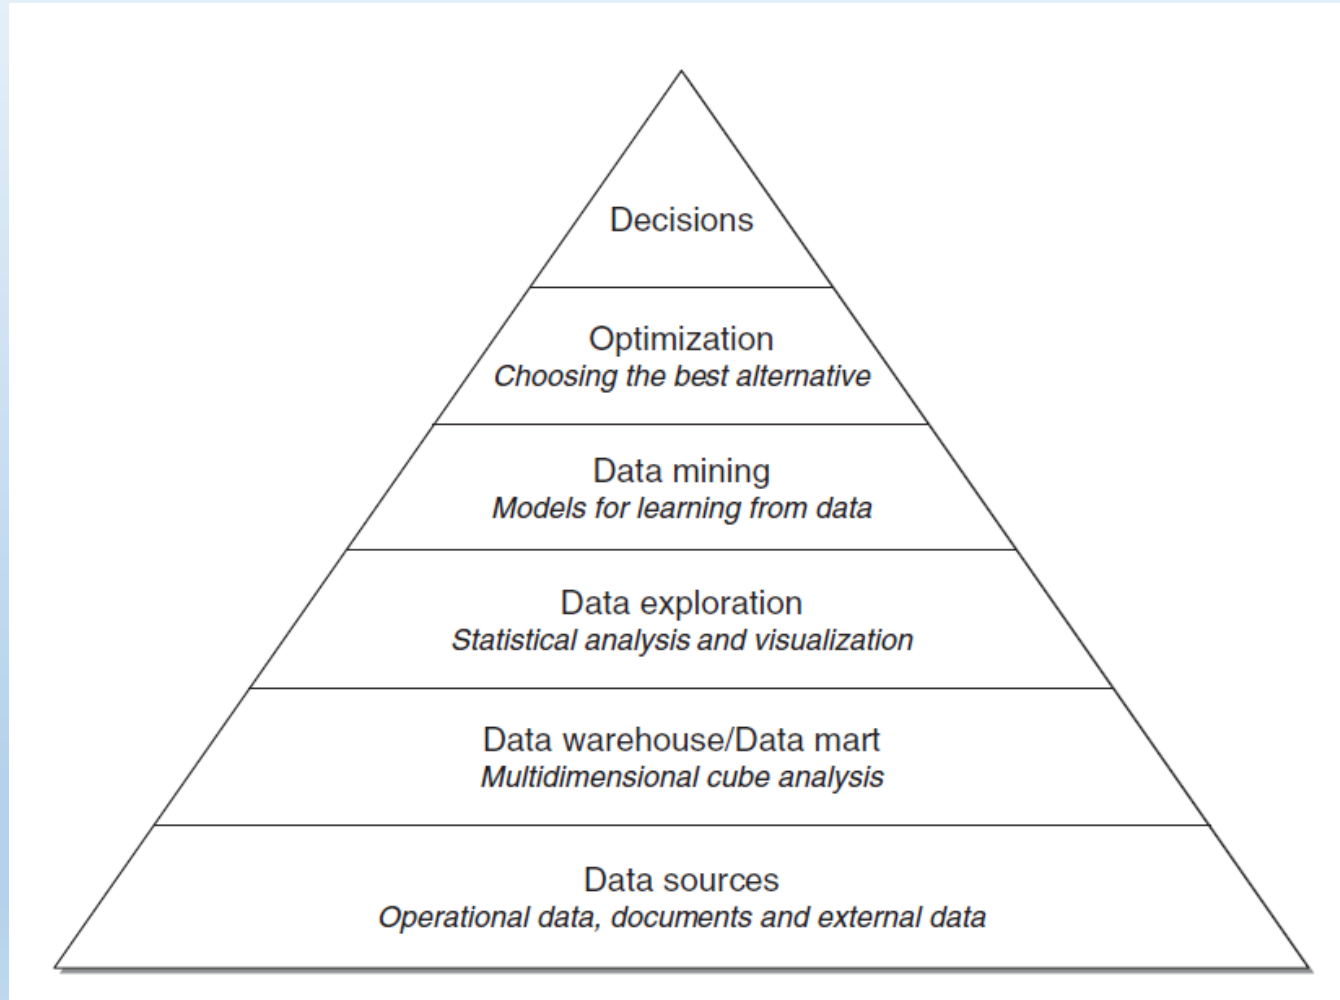 Decisions
Optimization
Choosing the best alternative
Data mining
Models for learning from data
Data exploration
Statistical analysis and visualization
Data warehouse/Data mart
Multidimensional cube analysis
Data sources
Operational data, documents and external data